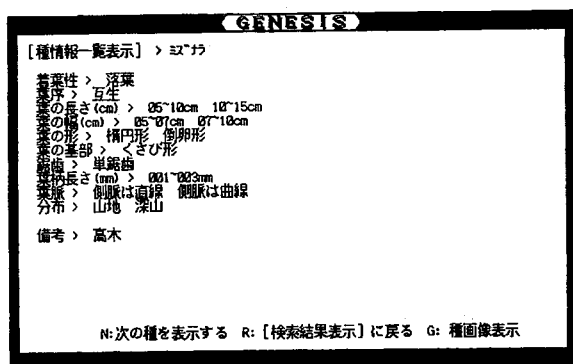 GENESIS
[種情報一覧表示] > ミズナラ
着葉性 > 落葉
葉序 > 互生
葉の長さ(cm) > 05~10cm 10~15cm
葉の幅(cm) > 05~07cm 07~10cm
葉の形 > 楕円形 倒卵形
葉の基部 > くさび形
鋸歯 > 単鋸歯
葉柄長さ(mm) > 001~003mm
葉脈 > 側脈は直線 側脈は曲線
分布 > 山地 深山
備考 > 高木
N:次の種を表示する R:[検索結果表示]に戻る G: 種画像表示